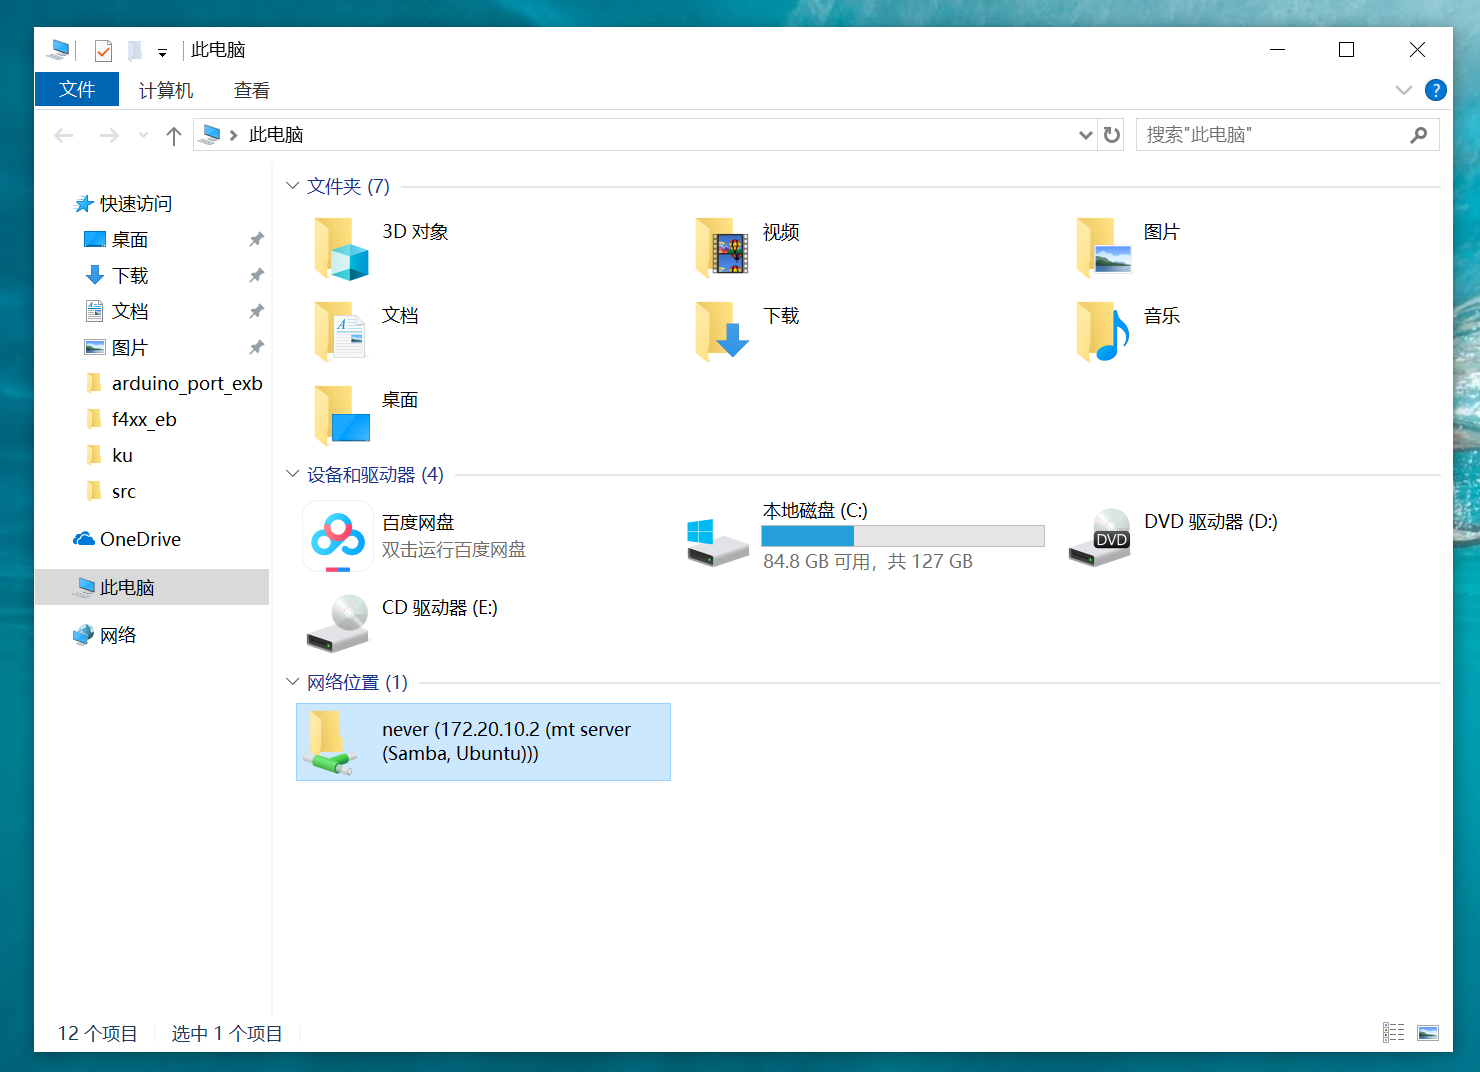 此电脑
文件
计算机
查看
?
此电脑
搜索"此电脑"
快速访问
桌面
下载
文档
图片
arduino_port_exb
f4xx_eb
ku
src
OneDrive
此电脑
网络
文件夹 (7)
3D 对象
视频
图片
文档
下载
音乐
桌面
设备和驱动器 (4)
百度网盘
双击运行百度网盘
本地磁盘 (C:)
84.8 GB 可用，共 127 GB
DVD
DVD 驱动器 (D:)
CD 驱动器 (E:)
网络位置 (1)
never (172.20.10.2 (mt server
(Samba, Ubuntu)))
12 个项目
选中 1 个项目